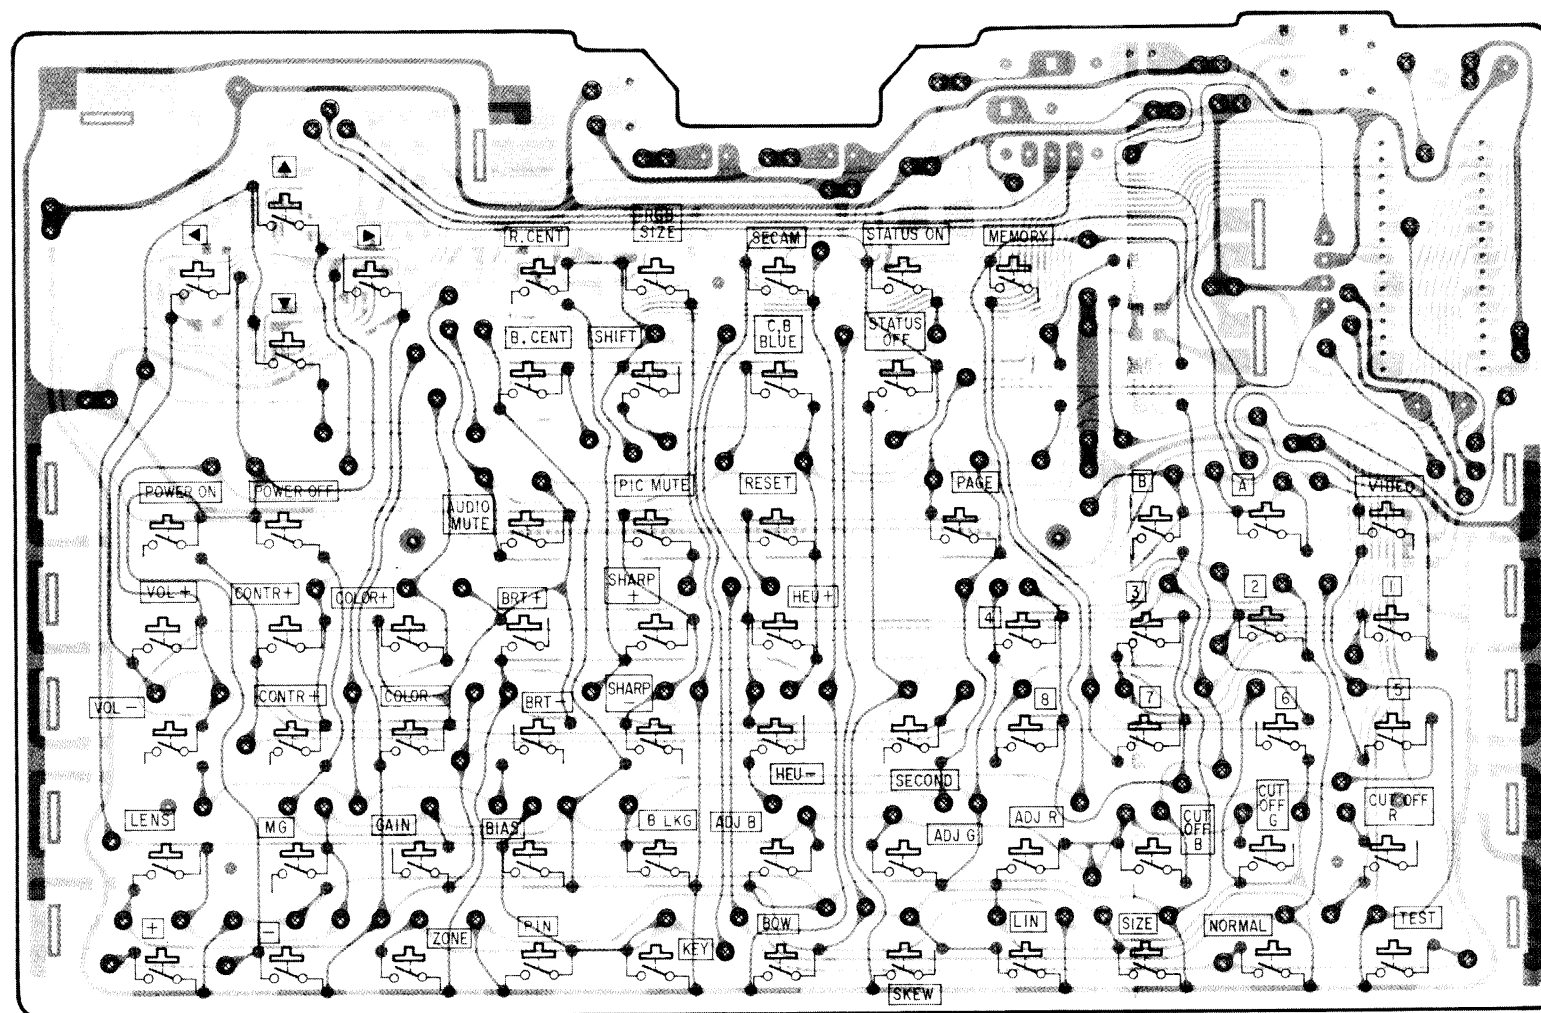 R.CENT
RGB
SIZE
SECAM
STATUS ON
MEMORY
B. CENT
SHIFT
C.B
BLUE
STATUS
OFF
POWER ON
POWER OFF
AUDIO
MUTE
PIC MUTE
RESET
PAGE
B
A
VIDEO
VOL +
CONTR+
COLOR+
BRT+
SHARP
+
HEU +
4
3
2
1
VOL −
CONTR+
COLOR−
BRT −
SHARP
−
HEU−
SECOND
8
7
6
5
LENS
MG
GAIN
BIAS
B LKG
ADJ B
ADJ G
ADJ R
CUT
OFF
B
CUT
OFF
G
CUT OFF
R
+
−
ZONE
PIN
KEY
BOW
SKEW
LIN
SIZE
NORMAL
TEST